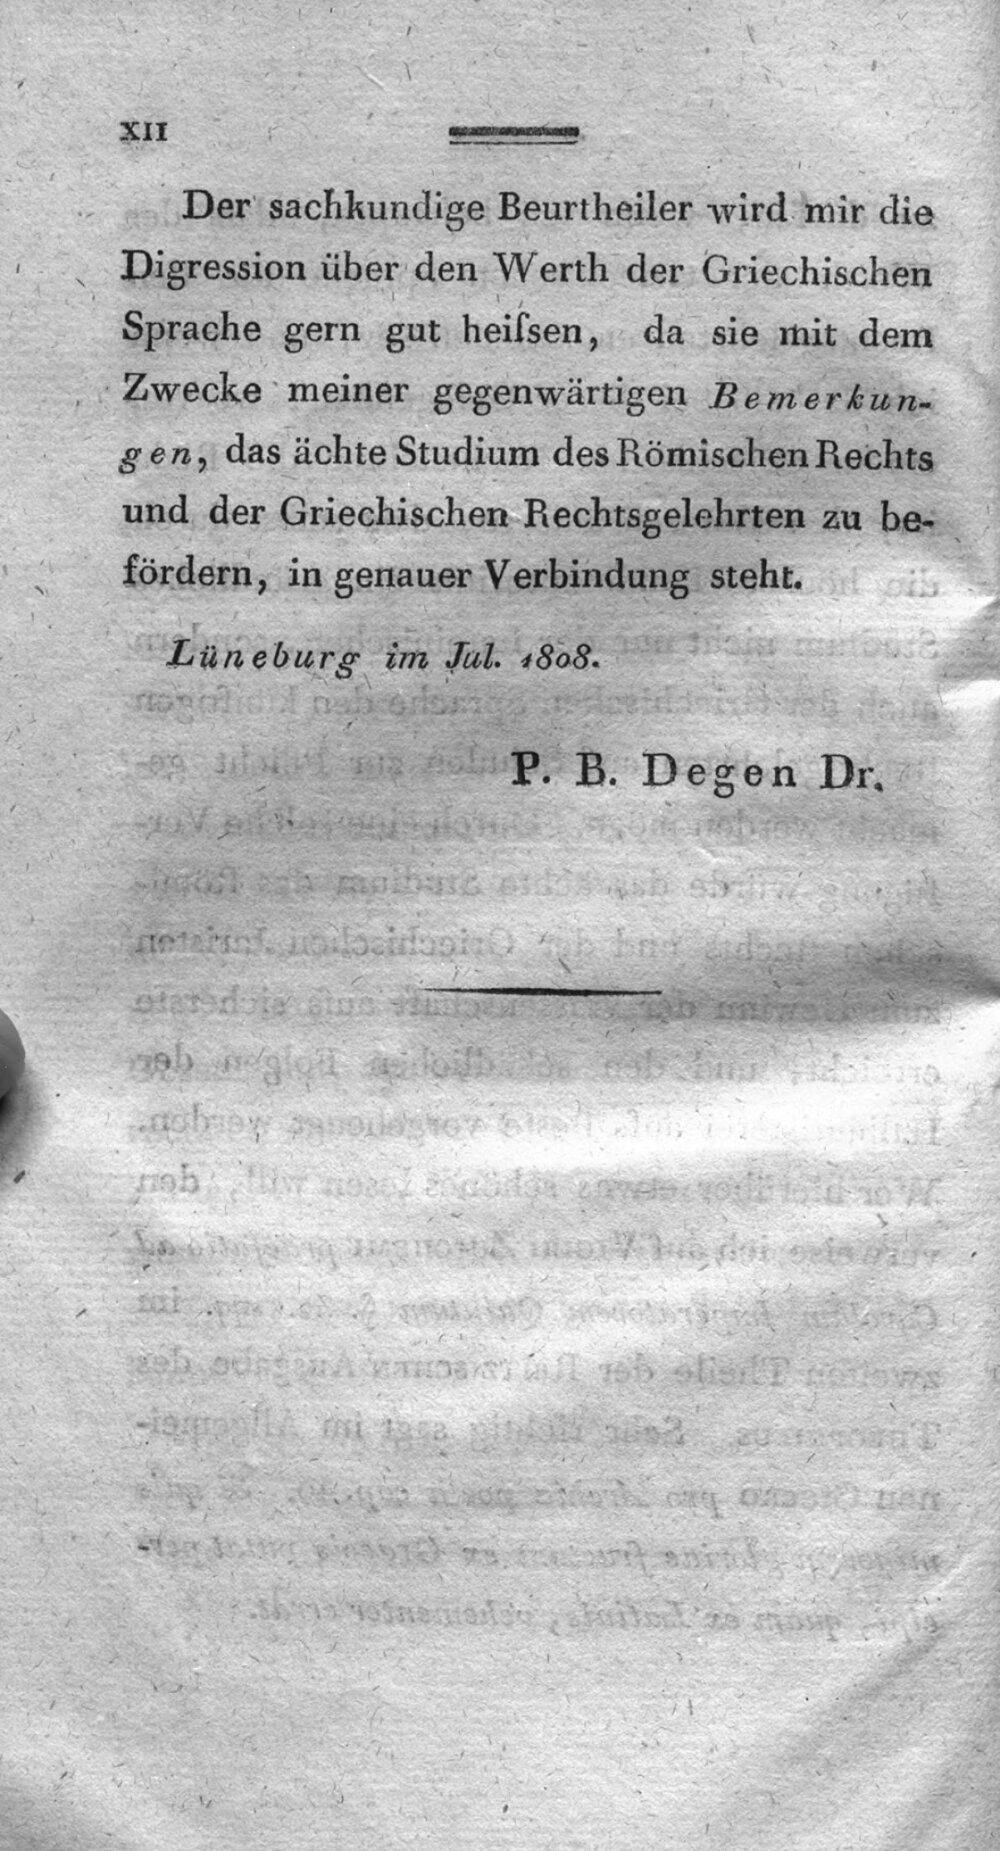 XII
Der sachkundige Beurtheiler wird mir die
Digression über den Werth der Griechischen
Sprache gern gut heiſsen, da sie mit dem
Zwecke meiner gegenwärtigen Bemerkun-
gen, das ächte Studium des Römischen Rechts
und der Griechischen Rechtsgelehrten zu be-
fördern, in genauer Verbindung steht.
Lüneburg im Jul. 1808.
P. B. Degen Dr.